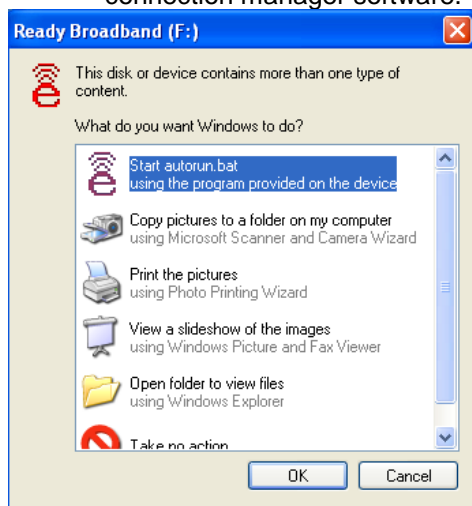 connection manager software.
Ready Broadband (F:)
This disk or device contains more than one type of
content.
What do you want Windows to do?
Start autorun.bat
using the program provided on the device
Copy pictures to a folder on my computer
using Microsoft Scanner and Camera Wizard
Print the pictures
using Photo Printing Wizard
View a slideshow of the images
using Windows Picture and Fax Viewer
Open folder to view files
using Windows Explorer
Take no action
OK Cancel